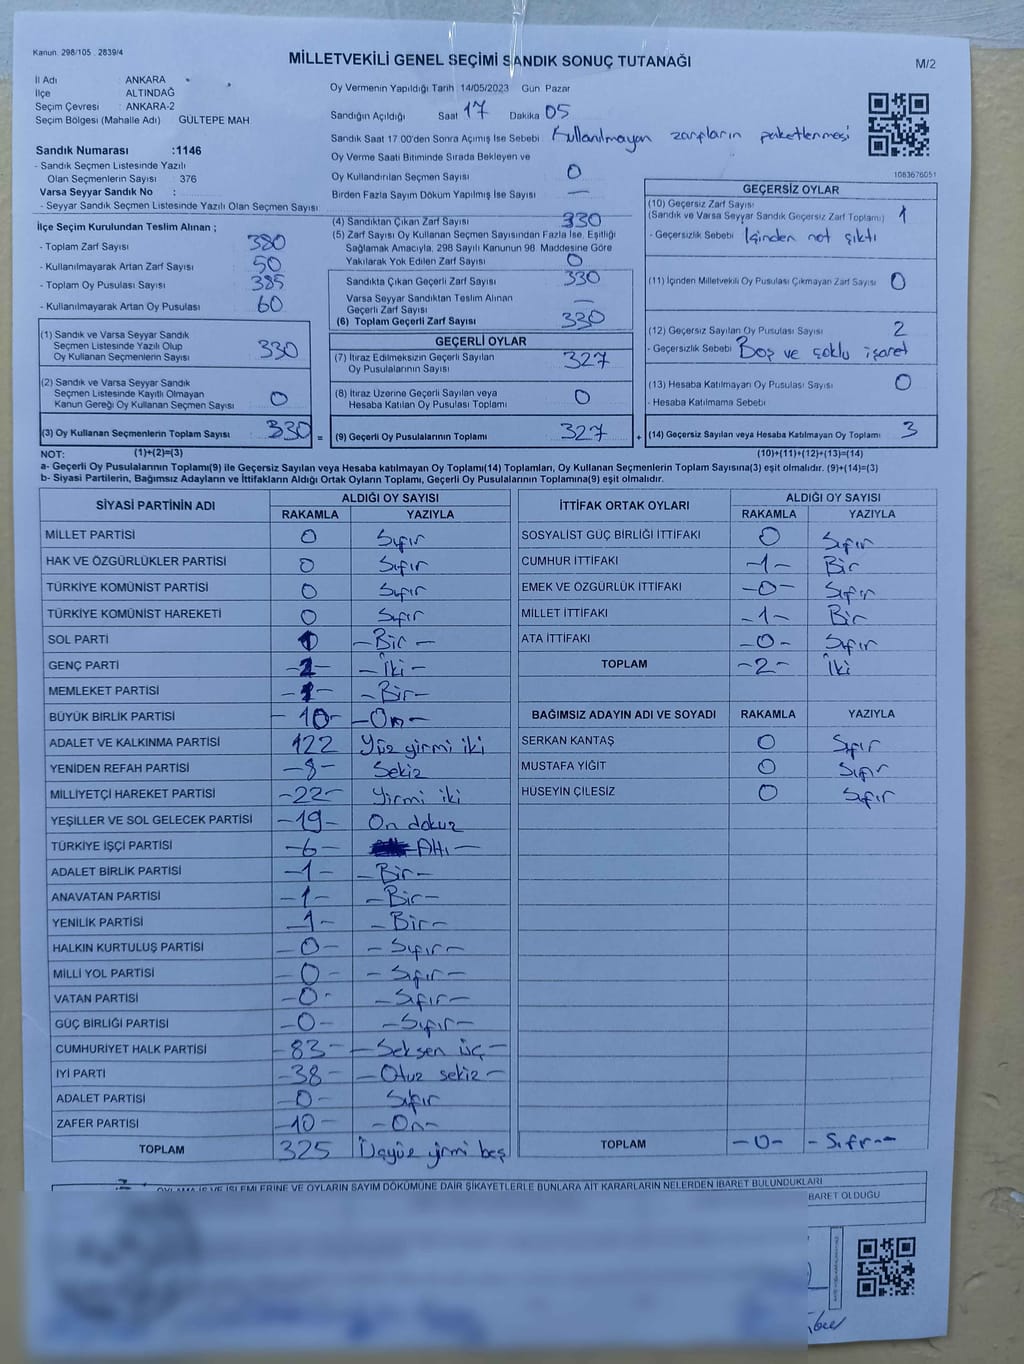 Kanun. 298/105 . 2839/4
MİLLETVEKİLİ GENEL SEÇİMİ SANDIK SONUÇ TUTANAĞI
M/2
İl Adı : ANKARA
İlçe : ALTINDAĞ
Seçim Çevresi : ANKARA-2
Seçim Bölgesi (Mahalle Adı) GÜLTEPE MAH
Sandık Numarası :1146
- Sandık Seçmen Listesinde Yazılı
Olan Seçmenlerin Sayısı : 376
Varsa Seyyar Sandık No :
- Seyyar Sandık Seçmen Listesinde Yazılı Olan Seçmen Sayısı
Oy Vermenin Yapıldığı Tarih 14/05/2023 Gün Pazar
Sandığın Açıldığı Saat 17 Dakika 05
Sandık Saat 17 00'den Sonra Açımış İse Sebebi Kullanılmayan zarfların paketlenmesi
Oy Verme Saati Bitiminde Sırada Bekleyen ve
Oy Kullandırılan Seçmen Sayısı 0
Birden Fazla Sayım Döküm Yapılmış İse Sayısı —
1083676051
İlçe Seçim Kurulundan Teslim Alınan ;
- Toplam Zarf Sayısı 380
- Kullanılmayarak Artan Zarf Sayısı 50
- Toplam Oy Pusulası Sayısı 385
- Kullanılmayarak Artan Oy Pusulası 60
(1) Sandık ve Varsa Seyyar Sandık
Seçmen Listesinde Yazılı Olup
Oy Kullanan Seçmenlerin Sayısı 330
(2) Sandık ve Varsa Seyyar Sandık
Seçmen Listesinde Kayıtlı Olmayan
Kanun Gereği Oy Kullanan Seçmen Sayısı 0
(3) Oy Kullanan Seçmenlerin Toplam Sayısı 330 =
(4) Sandıktan Çıkan Zarf Sayısı 330
(5) Zarf Sayısı Oy Kullanan Seçmen Sayısından Fazla İse, Eşitliği
Sağlamak Amacıyla, 298 Sayılı Kanunun 98. Maddesine Göre
Yakılarak Yok Edilen Zarf Sayısı 0
Sandıkta Çıkan Geçerli Zarf Sayısı 330
Varsa Seyyar Sandıktan Teslim Alınan
Geçerli Zarf Sayısı —
(6) Toplam Geçerli Zarf Sayısı 330
GEÇERLİ OYLAR
(7) İtiraz Edilmeksizin Geçerli Sayılan
Oy Pusulalarının Sayısı 327
(8) İtiraz Üzerine Geçerli Sayılan veya
Hesaba Katılan Oy Pusulası Toplamı 0
(9) Geçerli Oy Pusulalarının Toplamı 327 +
GEÇERSİZ OYLAR
(10) Geçersiz Zarf Sayısı
(Sandık ve Varsa Seyyar Sandık Geçersiz Zarf Toplamı) 1
- Geçersizlik Sebebi İçinden not çıktı
(11) İçinden Milletvekili Oy Pusulası Çıkmayan Zarf Sayısı 0
(12) Geçersiz Sayılan Oy Pusulası Sayısı 2
- Geçersizlik Sebebi Boş ve çoklu işaret
(13) Hesaba Katılmayan Oy Pusulası Sayısı 0
- Hesaba Katılmama Sebebi
(14) Geçersiz Sayılan veya Hesaba Katılmayan Oy Toplamı 3
NOT: (1)+(2)=(3) (10)+(11)+(12)+(13)=(14)
a- Geçerli Oy Pusulalarının Toplamı(9) ile Geçersiz Sayılan veya Hesaba katılmayan Oy Toplamı(14) Toplamları, Oy Kullanan Seçmenlerin Toplam Sayısına(3) eşit olmalıdır. (9)+(14)=(3)
b- Siyasi Partilerin, Bağımsız Adayların ve İttifakların Aldığı Ortak Oyların Toplamı, Geçerli Oy Pusulalarının Toplamına(9) eşit olmalıdır.
SİYASİ PARTİNİN ADI ALDIĞI OY SAYISI
RAKAMLA YAZIYLA
MİLLET PARTİSİ 0 Sıfır
HAK VE ÖZGÜRLÜKLER PARTİSİ 0 Sıfır
TÜRKİYE KOMÜNİST PARTİSİ 0 Sıfır
TÜRKİYE KOMÜNİST HAREKETİ 0 Sıfır
SOL PARTİ 1 -Bir-
GENÇ PARTİ -2- -İki-
MEMLEKET PARTİSİ -1- -Bir-
BÜYÜK BİRLİK PARTİSİ -10- -On-
ADALET VE KALKINMA PARTİSİ 122 Yüz yirmi iki
YENİDEN REFAH PARTİSİ -8- Sekiz
MİLLİYETÇİ HAREKET PARTİSİ -22- Yirmi iki
YEŞİLLER VE SOL GELECEK PARTİSİ -19- On dokuz
TÜRKİYE İŞÇİ PARTİSİ -6- -Altı-
ADALET BİRLİK PARTİSİ -1- -Bir-
ANAVATAN PARTİSİ -1- -Bir-
YENİLİK PARTİSİ -1- -Bir-
HALKIN KURTULUŞ PARTİSİ -0- -Sıfır-
MİLLİ YOL PARTİSİ -0- -Sıfır-
VATAN PARTİSİ -0- -Sıfır-
GÜÇ BİRLİĞİ PARTİSİ -0- -Sıfır-
CUMHURİYET HALK PARTİSİ -83- -Seksen üç-
İYİ PARTİ -38- -Otuz sekiz-
ADALET PARTİSİ -0- Sıfır
ZAFER PARTİSİ -10- -On-
TOPLAM 325 Üçyüz yirmi beş
İTTİFAK ORTAK OYLARI ALDIĞI OY SAYISI
RAKAMLA YAZIYLA
SOSYALİST GÜÇ BİRLİĞİ İTTİFAKI 0 Sıfır
CUMHUR İTTİFAKI -1- Bir
EMEK VE ÖZGÜRLÜK İTTİFAKI -0- Sıfır
MİLLET İTTİFAKI -1- Bir
ATA İTTİFAKI -0- Sıfır
TOPLAM -2- İki
BAĞIMSIZ ADAYIN ADI VE SOYADI RAKAMLA YAZIYLA
SERKAN KANTAŞ 0 Sıfır
MUSTAFA YİĞİT 0 Sıfır
HÜSEYİN ÇİLESİZ 0 Sıfır
TOPLAM -0- -Sıfır-
OYLAMA İŞ VE İŞLEMLERİNE VE OYLARIN SAYIM DÖKÜMÜNE DAİR ŞİKAYETLERLE BUNLARA AİT KARARLARIN NELERDEN İBARET BULUNDUKLARI
İBARET OLDUĞU